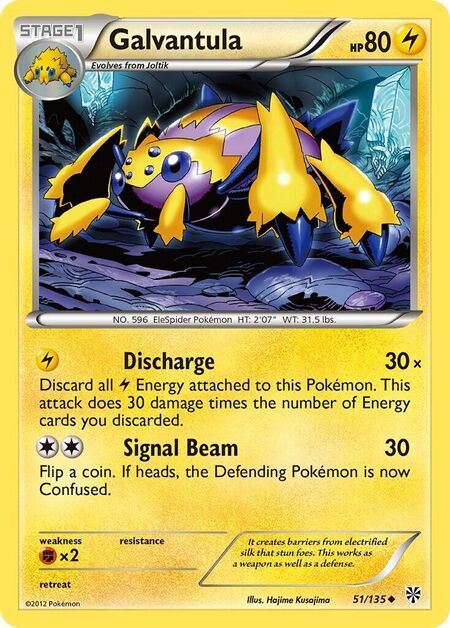 STAGE1
Galvantula
HP80
Evolves from Joltik
NO. 596 EleSpider Pokémon HT: 2'07" WT: 31.5 lbs.
Discharge 30×
Discard all Energy attached to this Pokémon. This
attack does 30 damage times the number of Energy
cards you discarded.
Signal Beam 30
Flip a coin. If heads, the Defending Pokémon is now
Confused.
weakness resistance
×2
retreat
It creates barriers from electrified
silk that stun foes. This works as
a weapon as well as a defense.
©2012 Pokémon
Illus. Hajime Kusajima
51/135